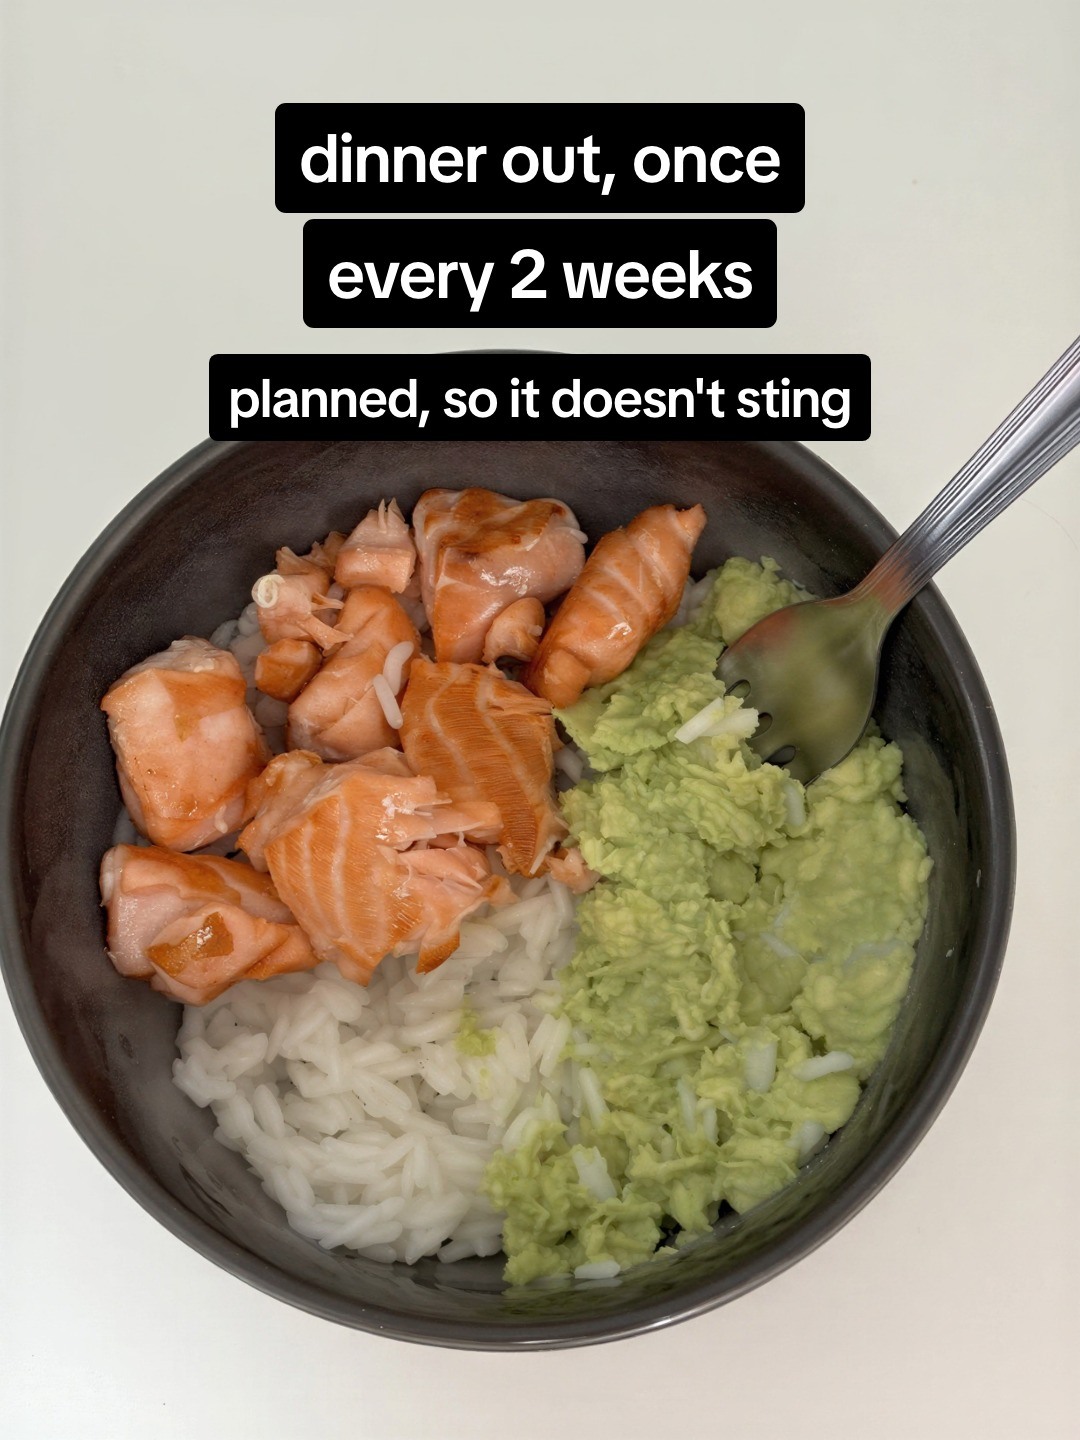 dinner out, once
every 2 weeks
planned, so it doesn't sting